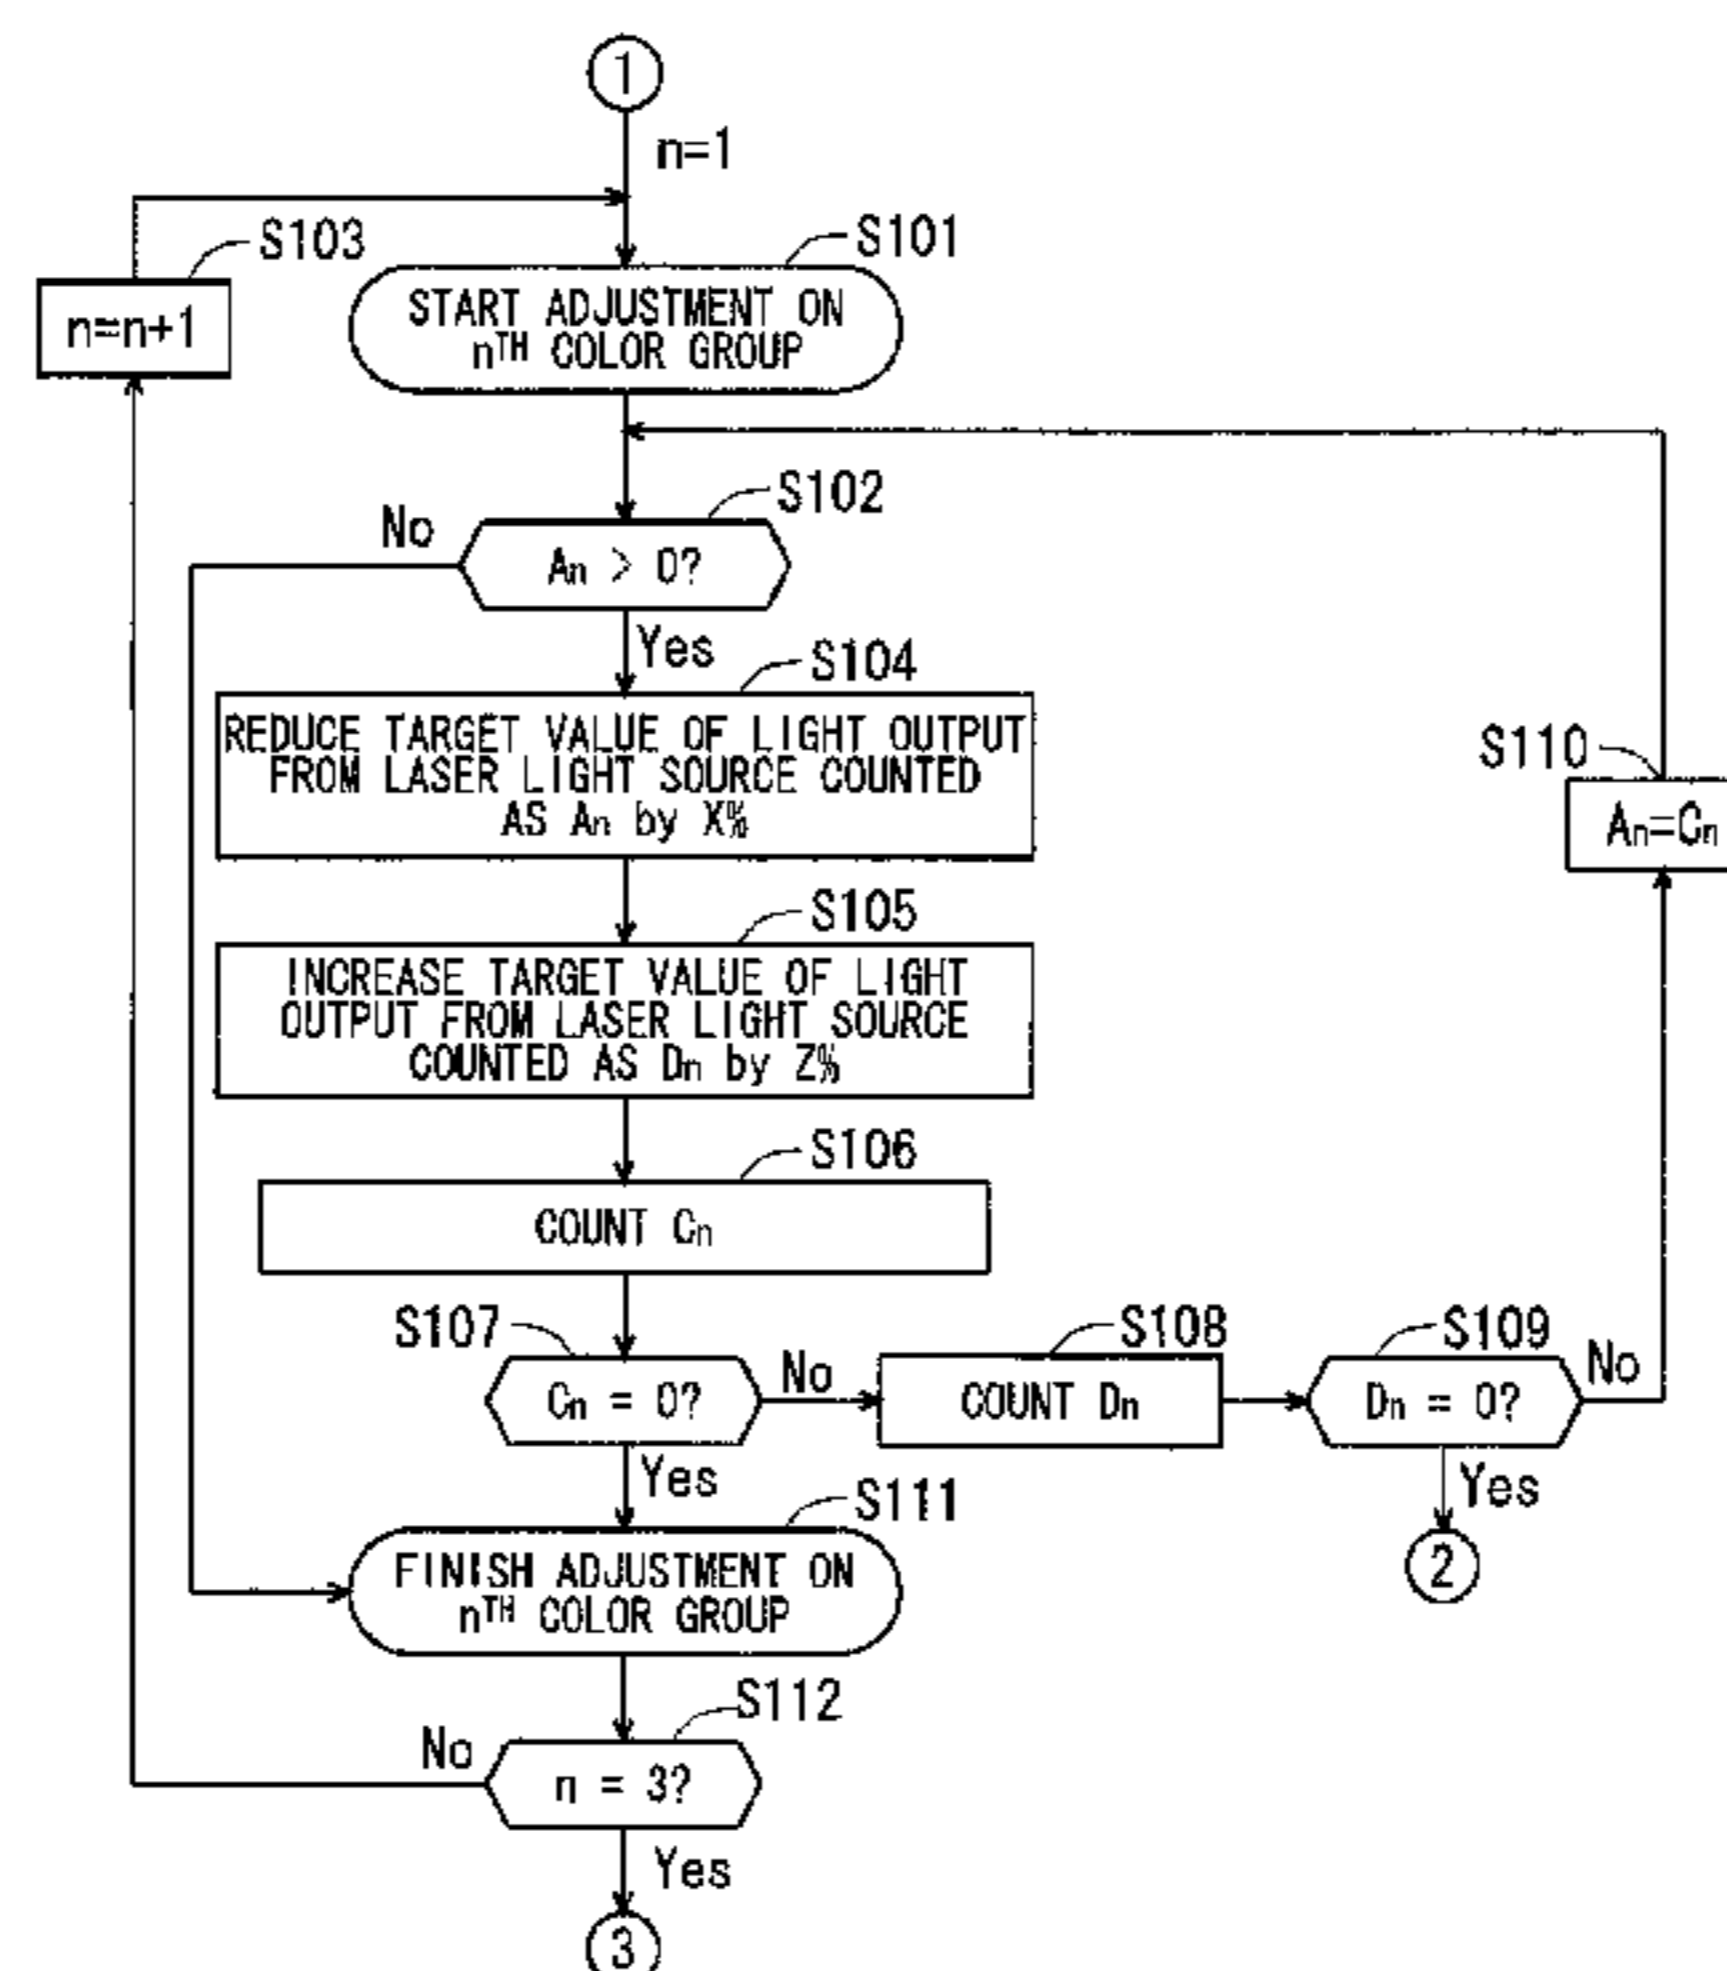 1
n=1
S103
S101
n=n+1
START ADJUSTMENT ON
nTH COLOR GROUP
S102
No
An > 0?
Yes
S104
REDUCE TARGET VALUE OF LIGHT OUTPUT
FROM LASER LIGHT SOURCE COUNTED
AS An by X%
S110
An=Cn
S105
INCREASE TARGET VALUE OF LIGHT
OUTPUT FROM LASER LIGHT SOURCE
COUNTED AS Dn by Z%
S106
COUNT Cn
S107
Cn = 0?
No
S108
COUNT Dn
S109
Dn = 0?
No
Yes
Yes
2
S111
FINISH ADJUSTMENT ON
nTH COLOR GROUP
S112
No
n = 3?
Yes
3